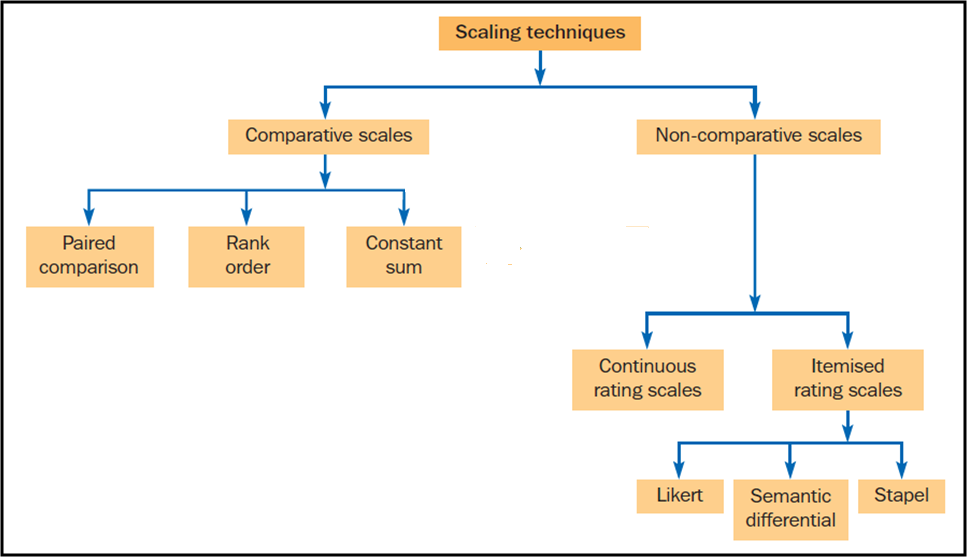 Scaling techniques
Comparative scales
Non-comparative scales
Paired
comparison
Rank
order
Constant
sum
Continuous
rating scales
Itemised
rating scales
Likert
Semantic
differential
Stapel